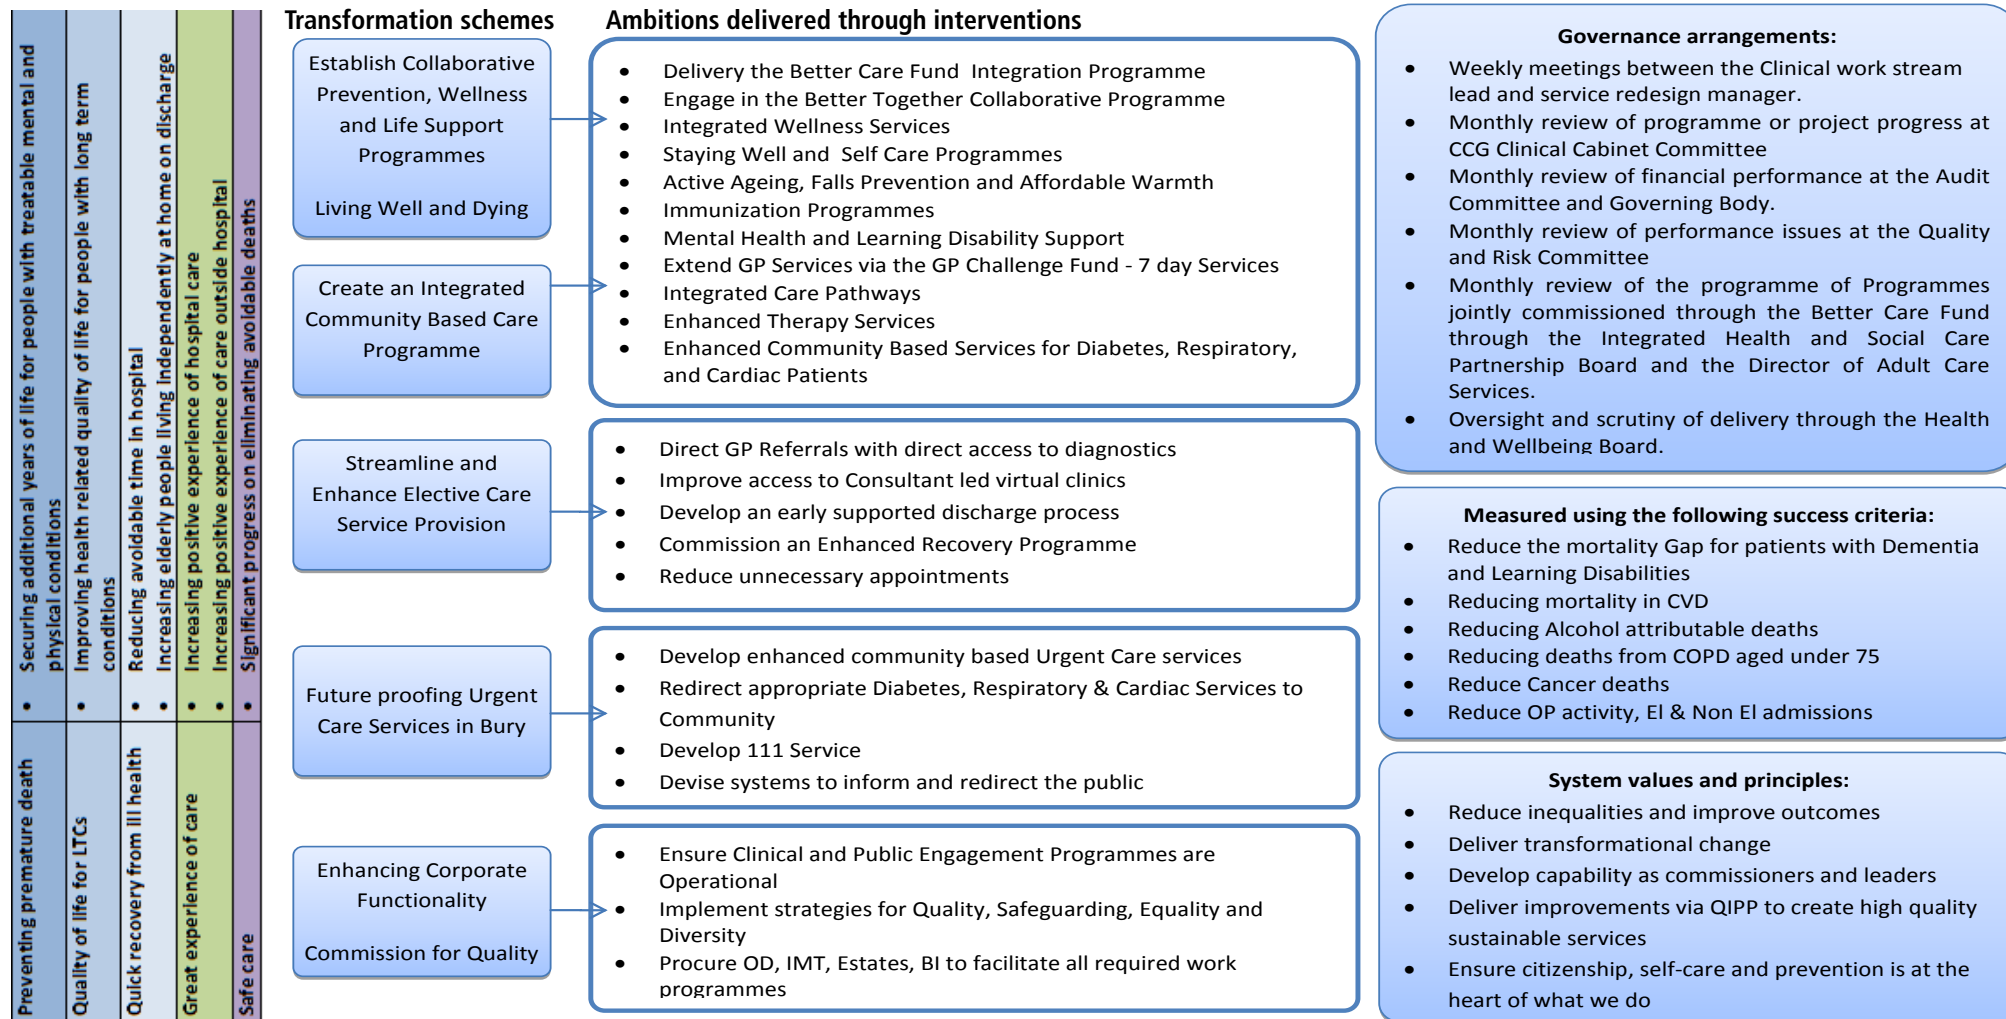 Preventing premature death
• Securing additional years of life for people with treatable mental and
physical conditions
Quality of life for LTCs
• Improving health related quality of life for people with long term
conditions
Quick recovery from ill health
• Reducing avoidable time in hospital
• Increasing elderly people living independently at home on discharge
Great experience of care
• Increasing positive experience of hospital care
• Increasing positive experience of care outside hospital
Safe care
• Significant progress on eliminating avoidable deaths
Transformation schemes
Establish Collaborative
Prevention, Wellness
and Life Support
Programmes
Living Well and Dying
Create an Integrated
Community Based Care
Programme
Streamline and
Enhance Elective Care
Service Provision
Future proofing Urgent
Care Services in Bury
Enhancing Corporate
Functionality
Commission for Quality
Ambitions delivered through interventions
• Delivery the Better Care Fund Integration Programme
• Engage in the Better Together Collaborative Programme
• Integrated Wellness Services
• Staying Well and Self Care Programmes
• Active Ageing, Falls Prevention and Affordable Warmth
• Immunization Programmes
• Mental Health and Learning Disability Support
• Extend GP Services via the GP Challenge Fund - 7 day Services
• Integrated Care Pathways
• Enhanced Therapy Services
• Enhanced Community Based Services for Diabetes, Respiratory,
and Cardiac Patients
• Direct GP Referrals with direct access to diagnostics
• Improve access to Consultant led virtual clinics
• Develop an early supported discharge process
• Commission an Enhanced Recovery Programme
• Reduce unnecessary appointments
• Develop enhanced community based Urgent Care services
• Redirect appropriate Diabetes, Respiratory & Cardiac Services to
Community
• Develop 111 Service
• Devise systems to inform and redirect the public
• Ensure Clinical and Public Engagement Programmes are
Operational
• Implement strategies for Quality, Safeguarding, Equality and
Diversity
• Procure OD, IMT, Estates, BI to facilitate all required work
programmes
Governance arrangements:
• Weekly meetings between the Clinical work stream
lead and service redesign manager.
• Monthly review of programme or project progress at
CCG Clinical Cabinet Committee
• Monthly review of financial performance at the Audit
Committee and Governing Body.
• Monthly review of performance issues at the Quality
and Risk Committee
• Monthly review of the programme of Programmes
jointly commissioned through the Better Care Fund
through the Integrated Health and Social Care
Partnership Board and the Director of Adult Care
Services.
• Oversight and scrutiny of delivery through the Health
and Wellbeing Board.
Measured using the following success criteria:
• Reduce the mortality Gap for patients with Dementia
and Learning Disabilities
• Reducing mortality in CVD
• Reducing Alcohol attributable deaths
• Reducing deaths from COPD aged under 75
• Reduce Cancer deaths
• Reduce OP activity, El & Non El admissions
System values and principles:
• Reduce inequalities and improve outcomes
• Deliver transformational change
• Develop capability as commissioners and leaders
• Deliver improvements via QIPP to create high quality
sustainable services
• Ensure citizenship, self-care and prevention is at the
heart of what we do